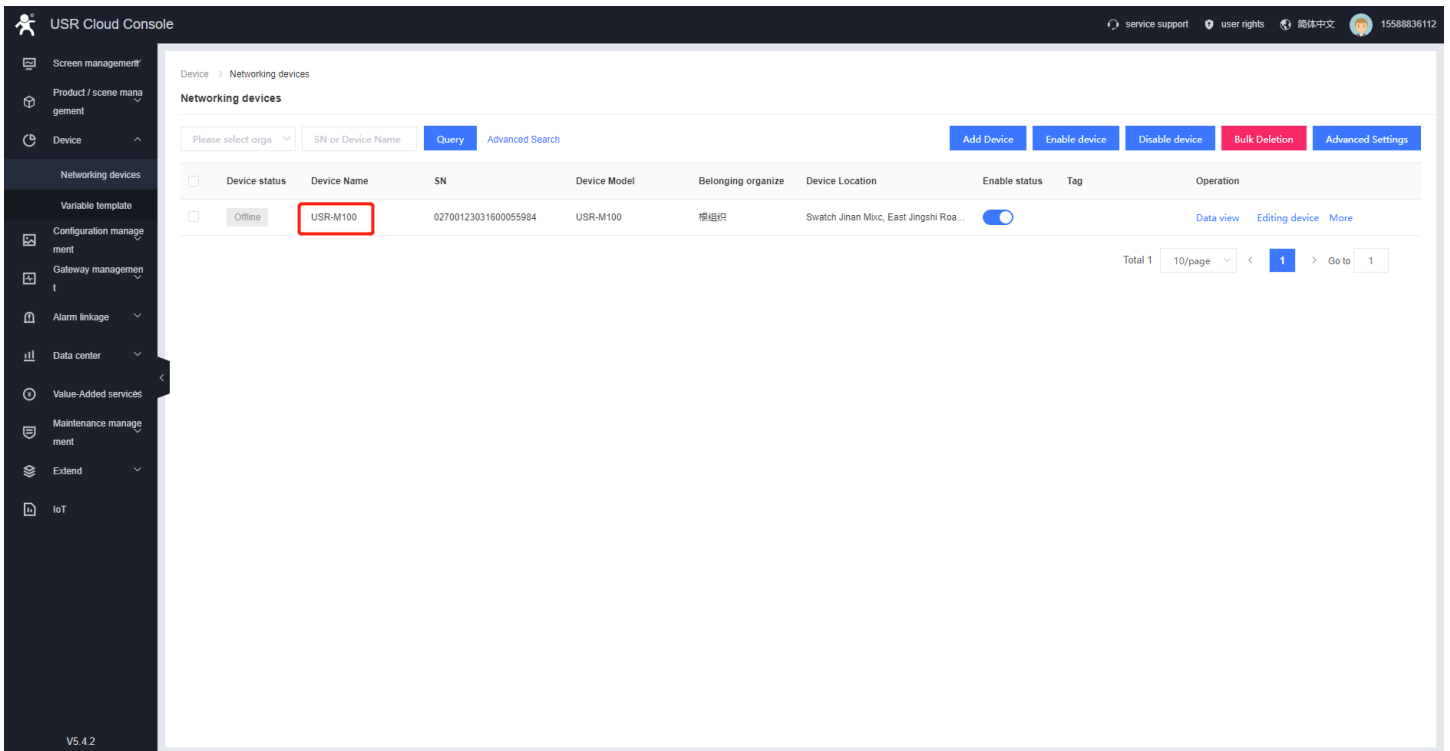 USR Cloud Console
service support
user rights
简体中文
15588836112
Screen management
Product / scene mana
gement
Device
Networking devices
Variable template
Configuration manage
ment
Gateway managemen
t
Alarm linkage
Data center
Value-Added services
Maintenance manage
ment
Extend
IoT
V5.4.2
Device > Networking devices
Networking devices
Please select orga
SN or Device Name
Query
Advanced Search
Add Device
Enable device
Disable device
Bulk Deletion
Advanced Settings
Device status Device Name SN Device Model Belonging organize Device Location Enable status Tag Operation
Offline USR-M100 02700123031600055984 USR-M100 根组织 Swatch Jinan Mixc, East Jingshi Roa... Data view Editing device More
Total 1 10/page < 1 > Go to 1